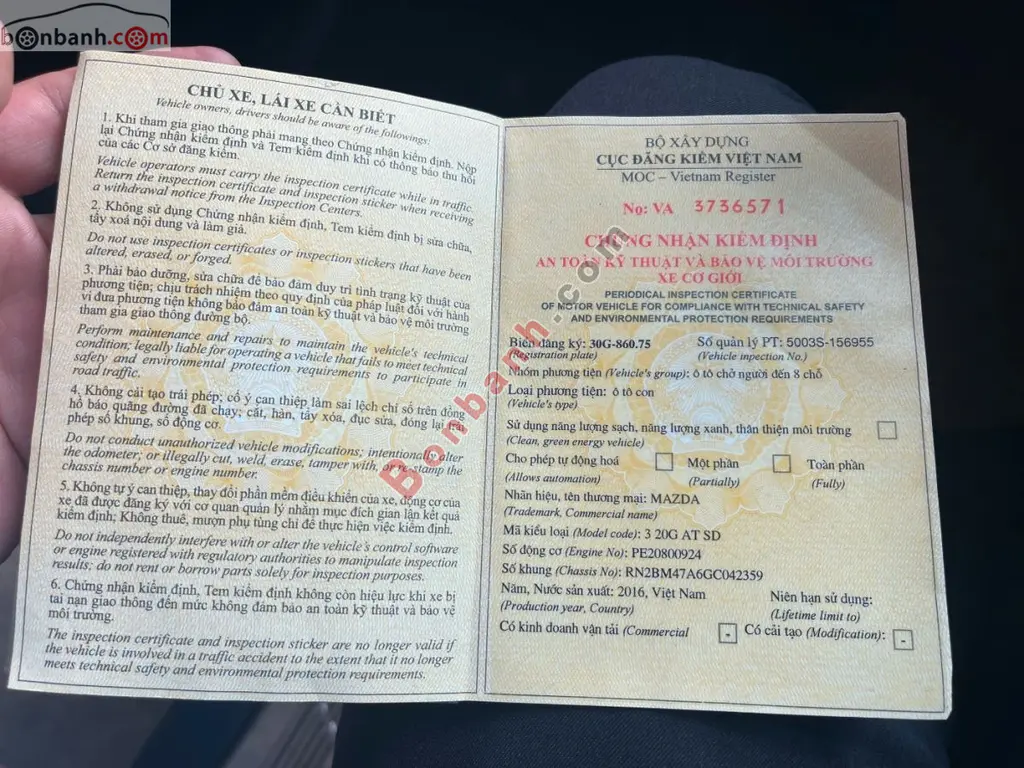 bonbanh.com
CHỦ XE, LÁI XE CẦN BIẾT
Vehicle owners, drivers should be aware of the followings:
1. Khi tham gia giao thông phải mang theo Chứng nhận kiểm định. Nộp
lại Chứng nhận kiểm định và Tem kiểm định khi có thông báo thu hồi
của các Cơ sở đăng kiểm.
Vehicle operators must carry the inspection certificate while in traffic.
Return the inspection certificate and inspection sticker when receiving
a withdrawal notice from the Inspection Centers.
2. Không sử dụng Chứng nhận kiểm định, Tem kiểm định bị sửa chữa,
tẩy xoá nội dung và làm giả.
Do not use inspection certificates or inspection stickers that have been
altered, erased, or forged.
3. Phải bảo dưỡng, sửa chữa để bảo đảm duy trì tình trạng kỹ thuật của
phương tiện; chịu trách nhiệm theo quy định của pháp luật đối với hành
vi đưa phương tiện không bảo đảm an toàn kỹ thuật và bảo vệ môi trường
tham gia giao thông đường bộ.
Perform maintenance and repairs to maintain the vehicle's technical
condition; legally liable for operating a vehicle that fails to meet technical
safety and environmental protection requirements to participate in
road traffic.
4. Không cải tạo trái phép; cố ý can thiệp làm sai lệch chỉ số trên đồng
hồ báo quãng đường đã chạy; cắt, hàn, tẩy xóa, đục sửa, đóng lại trái
phép số khung, số động cơ.
Do not conduct unauthorized vehicle modifications; intentionally alter
the odometer; or illegally cut, weld, erase, tamper with, or re-stamp the
chassis number or engine number.
5. Không tự ý can thiệp, thay đổi phần mềm điều khiển của xe, động cơ của
xe đã được đăng ký với cơ quan quản lý nhằm mục đích gian lận kết quả
kiểm định; Không thuê, mượn phụ tùng chỉ để thực hiện việc kiểm định.
Do not independently interfere with or alter the vehicle's control software
or engine registered with regulatory authorities to manipulate inspection
results; do not rent or borrow parts solely for inspection purposes.
6. Chứng nhận kiểm định, Tem kiểm định không còn hiệu lực khi xe bị
tai nạn giao thông đến mức không đảm bảo an toàn kỹ thuật và bảo vệ
môi trường.
The inspection certificate and inspection sticker are no longer valid if
the vehicle is involved in a traffic accident to the extent that it no longer
meets technical safety and environmental protection requirements.
BỘ XÂY DỰNG
CỤC ĐĂNG KIỂM VIỆT NAM
MOC – Vietnam Register
No: VA 3736571
CHỨNG NHẬN KIỂM ĐỊNH
AN TOÀN KỸ THUẬT VÀ BẢO VỆ MÔI TRƯỜNG
XE CƠ GIỚI
PERIODICAL INSPECTION CERTIFICATE
OF MOTOR VEHICLE FOR COMPLIANCE WITH TECHNICAL SAFETY
AND ENVIRONMENTAL PROTECTION REQUIREMENTS
Biển đăng ký: 30G-860.75 Số quản lý PT: 5003S-156955
(Registration plate) (Vehicle inpection No.)
Nhóm phương tiện (Vehicle's group): ô tô chở người đến 8 chỗ
Loại phương tiện: ô tô con
(Vehicle's type)
Sử dụng năng lượng sạch, năng lượng xanh, thân thiện môi trường
(Clean, green energy vehicle)
Cho phép tự động hoá Một phần Toàn phần
(Allows automation) (Partially) (Fully)
Nhãn hiệu, tên thương mại: MAZDA
(Trademark, Commercial name)
Mã kiểu loại (Model code): 3 20G AT SD
Số động cơ (Engine No): PE20800924
Số khung (Chassis No): RN2BM47A6GC042359
Năm, Nước sản xuất: 2016, Việt Nam Niên hạn sử dụng:
(Production year, Country) (Lifetime limit to)
Có kinh doanh vận tải (Commercial - Có cải tạo (Modification): -
Bonbanh.com